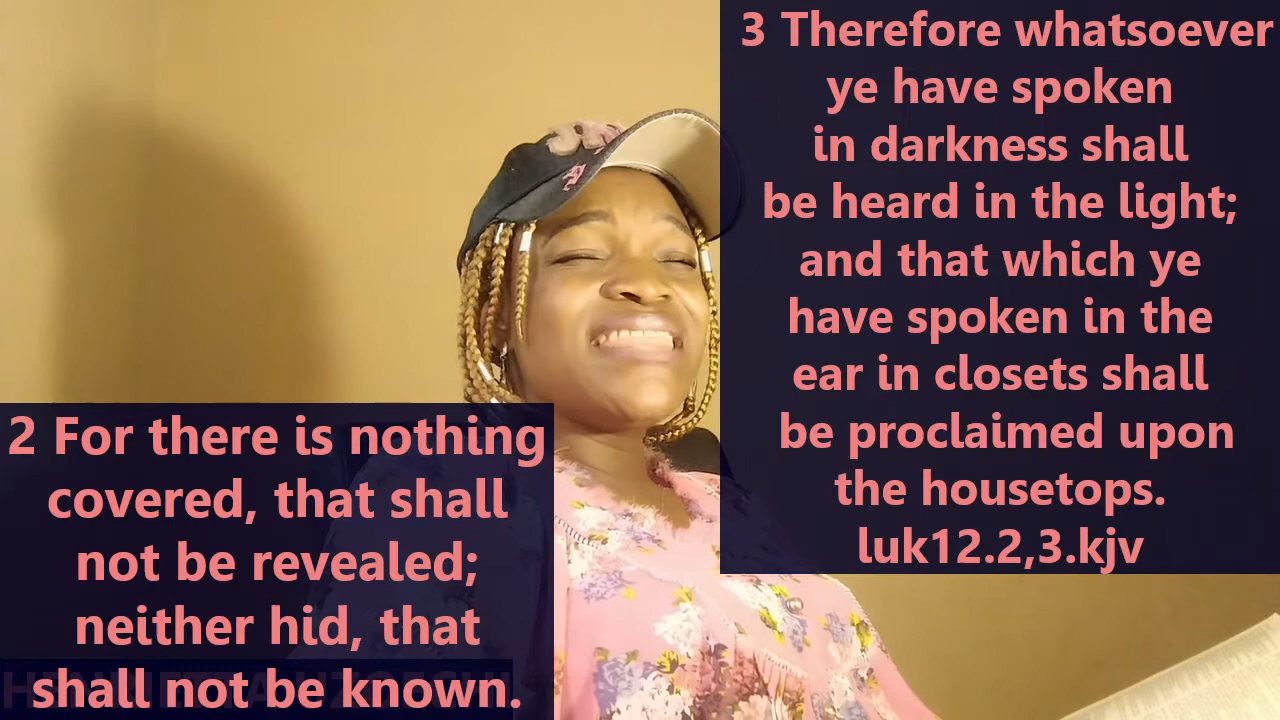 2 For there is nothing
covered, that shall
not be revealed;
neither hid, that
shall not be known.
3 Therefore whatsoever
ye have spoken
in darkness shall
be heard in the light;
and that which ye
have spoken in the
ear in closets shall
be proclaimed upon
the housetops.
luk12.2,3.kjv